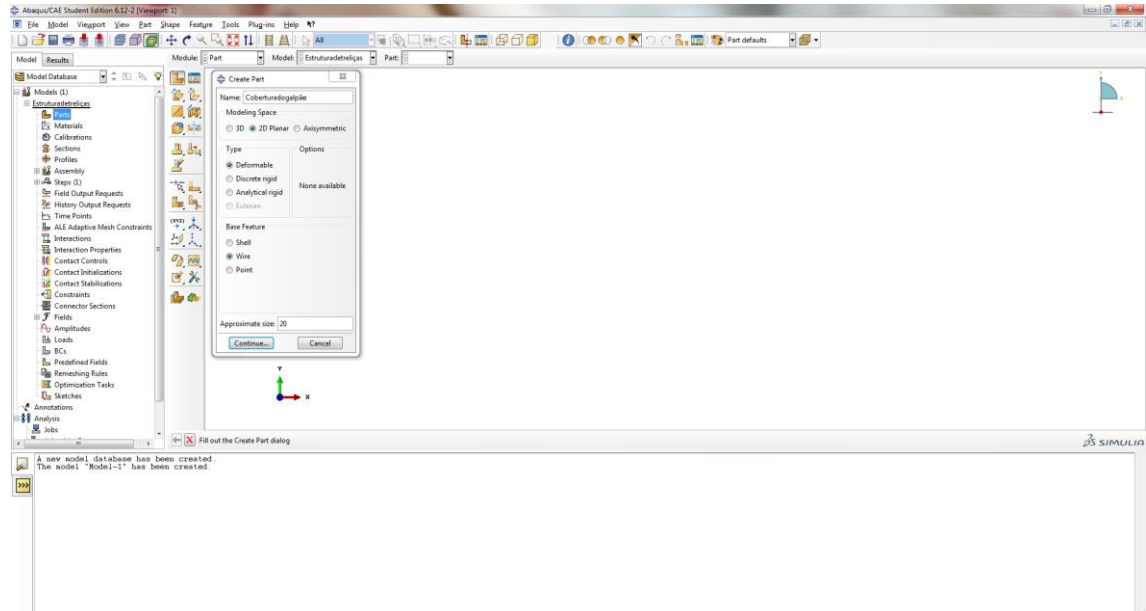 Abaqus/CAE Student Edition 6.12-2 [Viewport: 1]
File Model Viewport View Part Shape Feature Tools Plug-ins Help
All
Part defaults
Model Results
Module: Part Model: Estruturadetreliças Part:
Model Database
Models (1)
Estruturadetreliças
Parts
Materials
Calibrations
Sections
Profiles
Assembly
Steps (1)
Field Output Requests
History Output Requests
Time Points
ALE Adaptive Mesh Constraints
Interactions
Interaction Properties
Contact Controls
Contact Initializations
Contact Stabilizations
Constraints
Connector Sections
Fields
Amplitudes
Loads
BCs
Predefined Fields
Remeshing Rules
Optimization Tasks
Sketches
Annotations
Analysis
Jobs
(XYZ)
Create Part
Name: Coberturadogalpão
Modeling Space
3D 2D Planar Axisymmetric
Type
Options
Deformable
Discrete rigid
Analytical rigid
Eulerian
None available
Base Feature
Shell
Wire
Point
Approximate size: 20
Continue... Cancel
Y
X
Fill out the Create Part dialog
SIMULIA
A new model database has been created.
The model "Model-1" has been created.
>>>